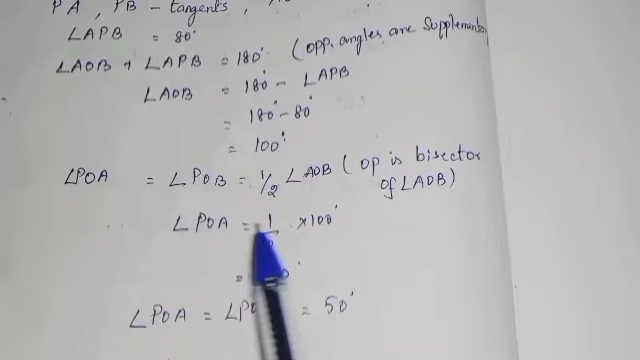 PA, PB - tangents,
∠APB = 80°
∠AOB + ∠APB = 180° (opp. angles are Supplementary
∠AOB = 180° - ∠APB
= 180° - 80°
= 100°
∠POA = ∠POB = 1/2 ∠AOB (OP is bisector
of ∠AOB)
∠POA = 1 × 100°
=
∠POA = ∠PO = 50°